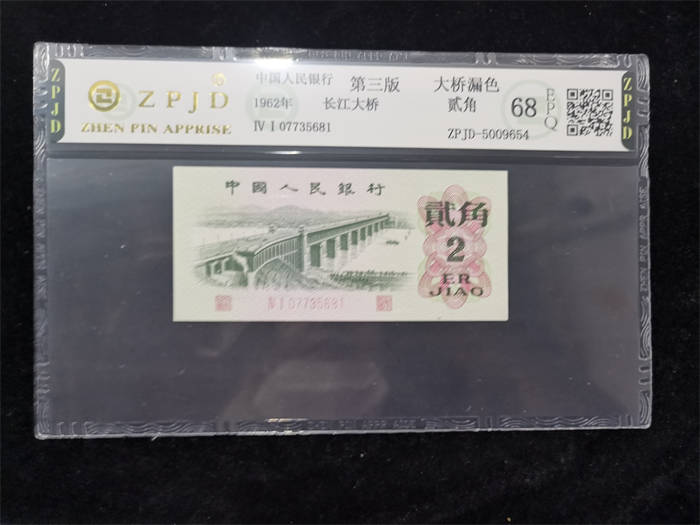 ZPJD
ZPJD
ZHEN PIN APPRISE
中国人民银行 第三版 大桥漏色
1962年 长江大桥 贰角
IV I 07735681 ZPJD-5009654
68
EPQ
ZPJD
中國人民銀行
貳角
2
ER
JIAO
IV I 07735681